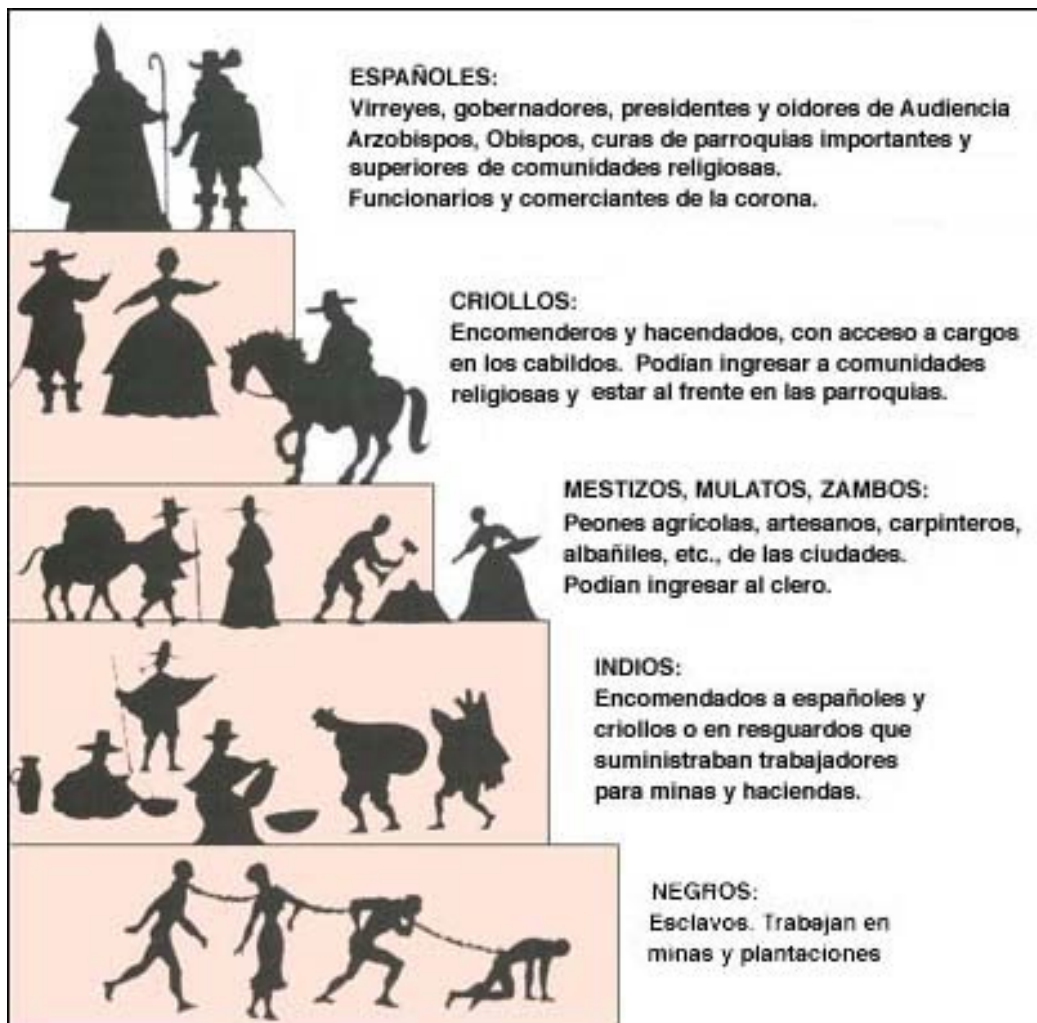 ESPAÑOLES:
Virreyes, gobernadores, presidentes y oidores de Audiencia
Arzobispos, Obispos, curas de parroquias importantes y
superiores de comunidades religiosas.
Funcionarios y comerciantes de la corona.
CRIOLLOS:
Encomenderos y hacendados, con acceso a cargos
en los cabildos. Podían ingresar a comunidades
religiosas y estar al frente en las parroquias.
MESTIZOS, MULATOS, ZAMBOS:
Peones agrícolas, artesanos, carpinteros,
albañiles, etc., de las ciudades.
Podían ingresar al clero.
INDIOS:
Encomendados a españoles y
criollos o en resguardos que
suministraban trabajadores
para minas y haciendas.
NEGROS:
Esclavos. Trabajan en
minas y plantaciones